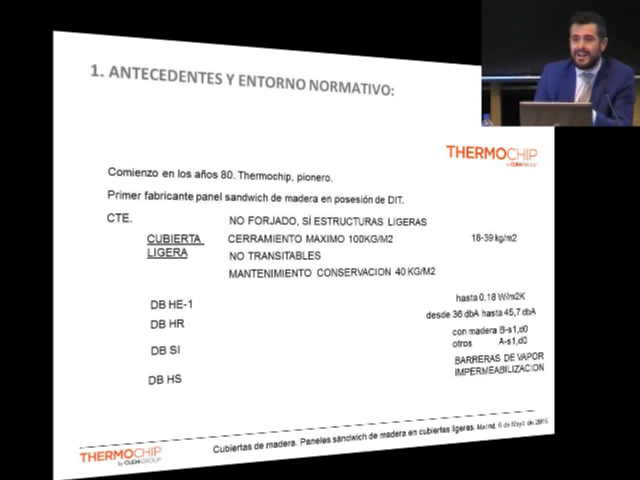 1. ANTECEDENTES Y ENTORNO NORMATIVO:
THERMOCHIP
by CUPAGROUP
Comienzo en los años 80. Thermochip, pionero.
Primer fabricante panel sandwich de madera en posesión de DIT.
CTE. NO FORJADO, SÍ ESTRUCTURAS LIGERAS
CUBIERTA CERRAMIENTO MAXIMO 100KG/M2 18-39 kg/m2
LIGERA NO TRANSITABLES
MANTENIMIENTO CONSERVACION 40 KG/M2
DB HE-1 hasta 0,18 W/m2K
DB HR desde 36 dbA hasta 45,7 dbA
DB SI con madera B-s1,d0
otros A-s1,d0
DB HS BARRERAS DE VAPOR
IMPERMEABILIZACION
THERMOCHIP
by CUPAGROUP
Cubiertas de madera. Paneles sándwich de madera en cubiertas ligeras. Madrid, 6 de Mayo de